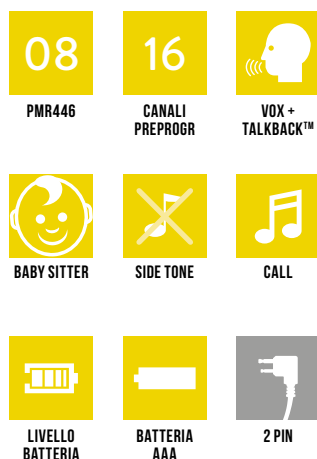 08
16
PMR446
CANALI
PREPROGR
VOX +
TALKBACK™
BABY SITTER
SIDE TONE
CALL
LIVELLO
BATTERIA
BATTERIA
AAA
2 PIN